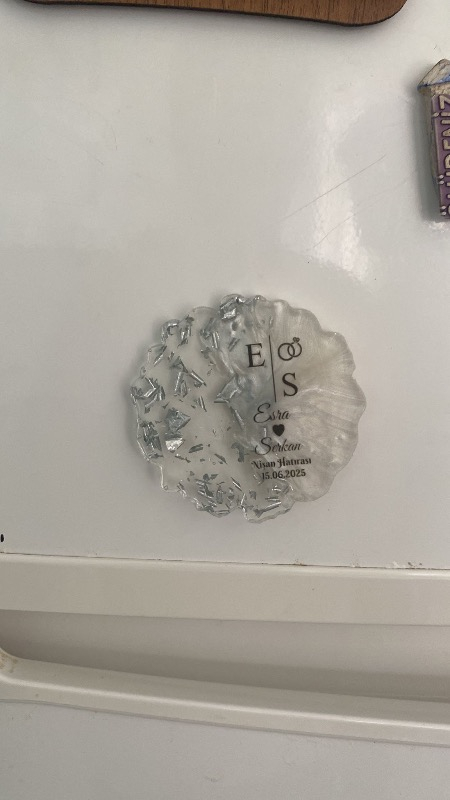 E
S
Esra
Serkan
Nişan Hatırası
15.06.2025